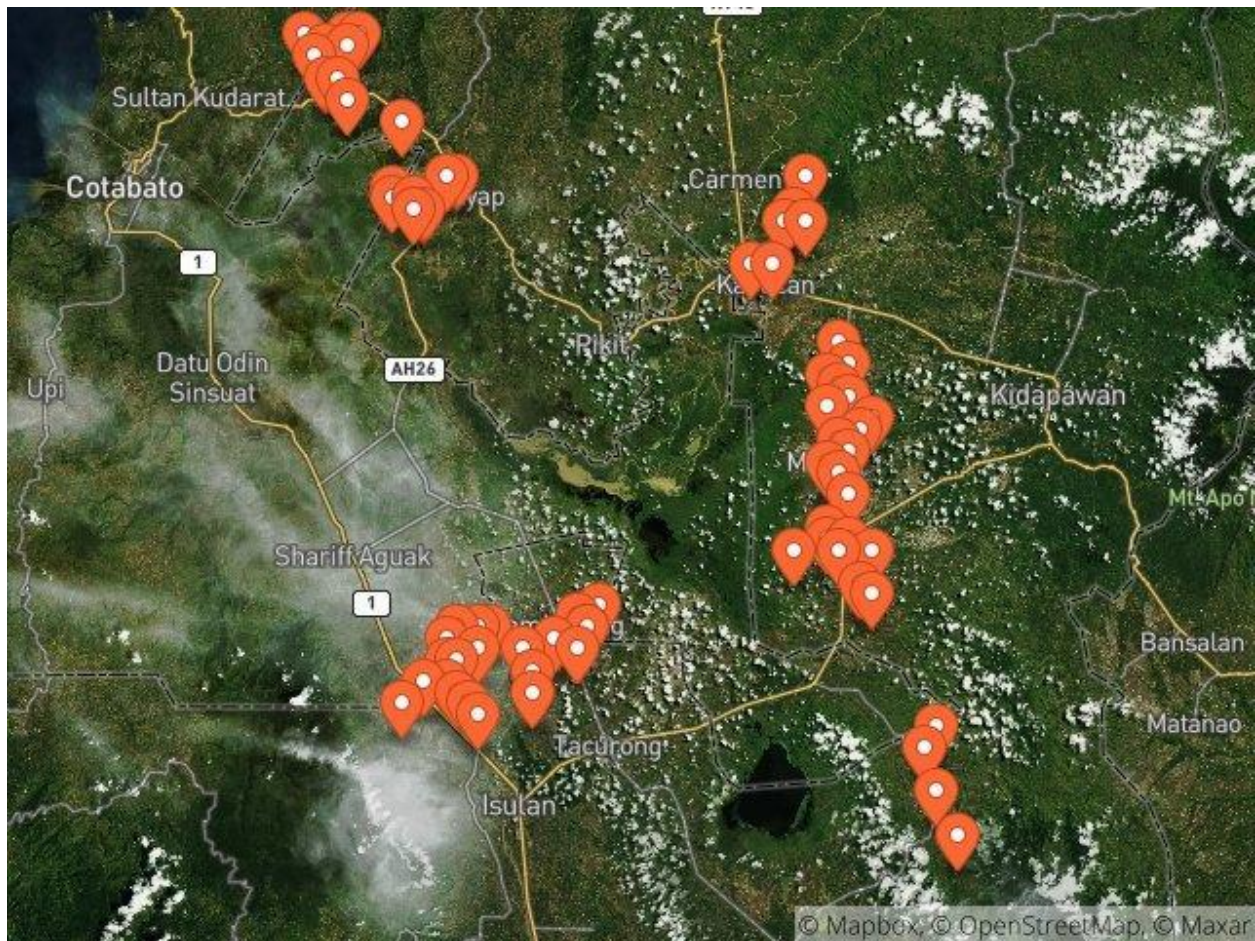 Sultan Kudarat
Cotabato
Carmen
1
Pikit
AH26
Datu Odin
Sinsuat
Upi
Kidapawan
Mt. Apo
Shariff Aguak
1
Bansalan
Matanao
Tacurong
Isulan
© Mapbox, © OpenStreetMap, © Maxar